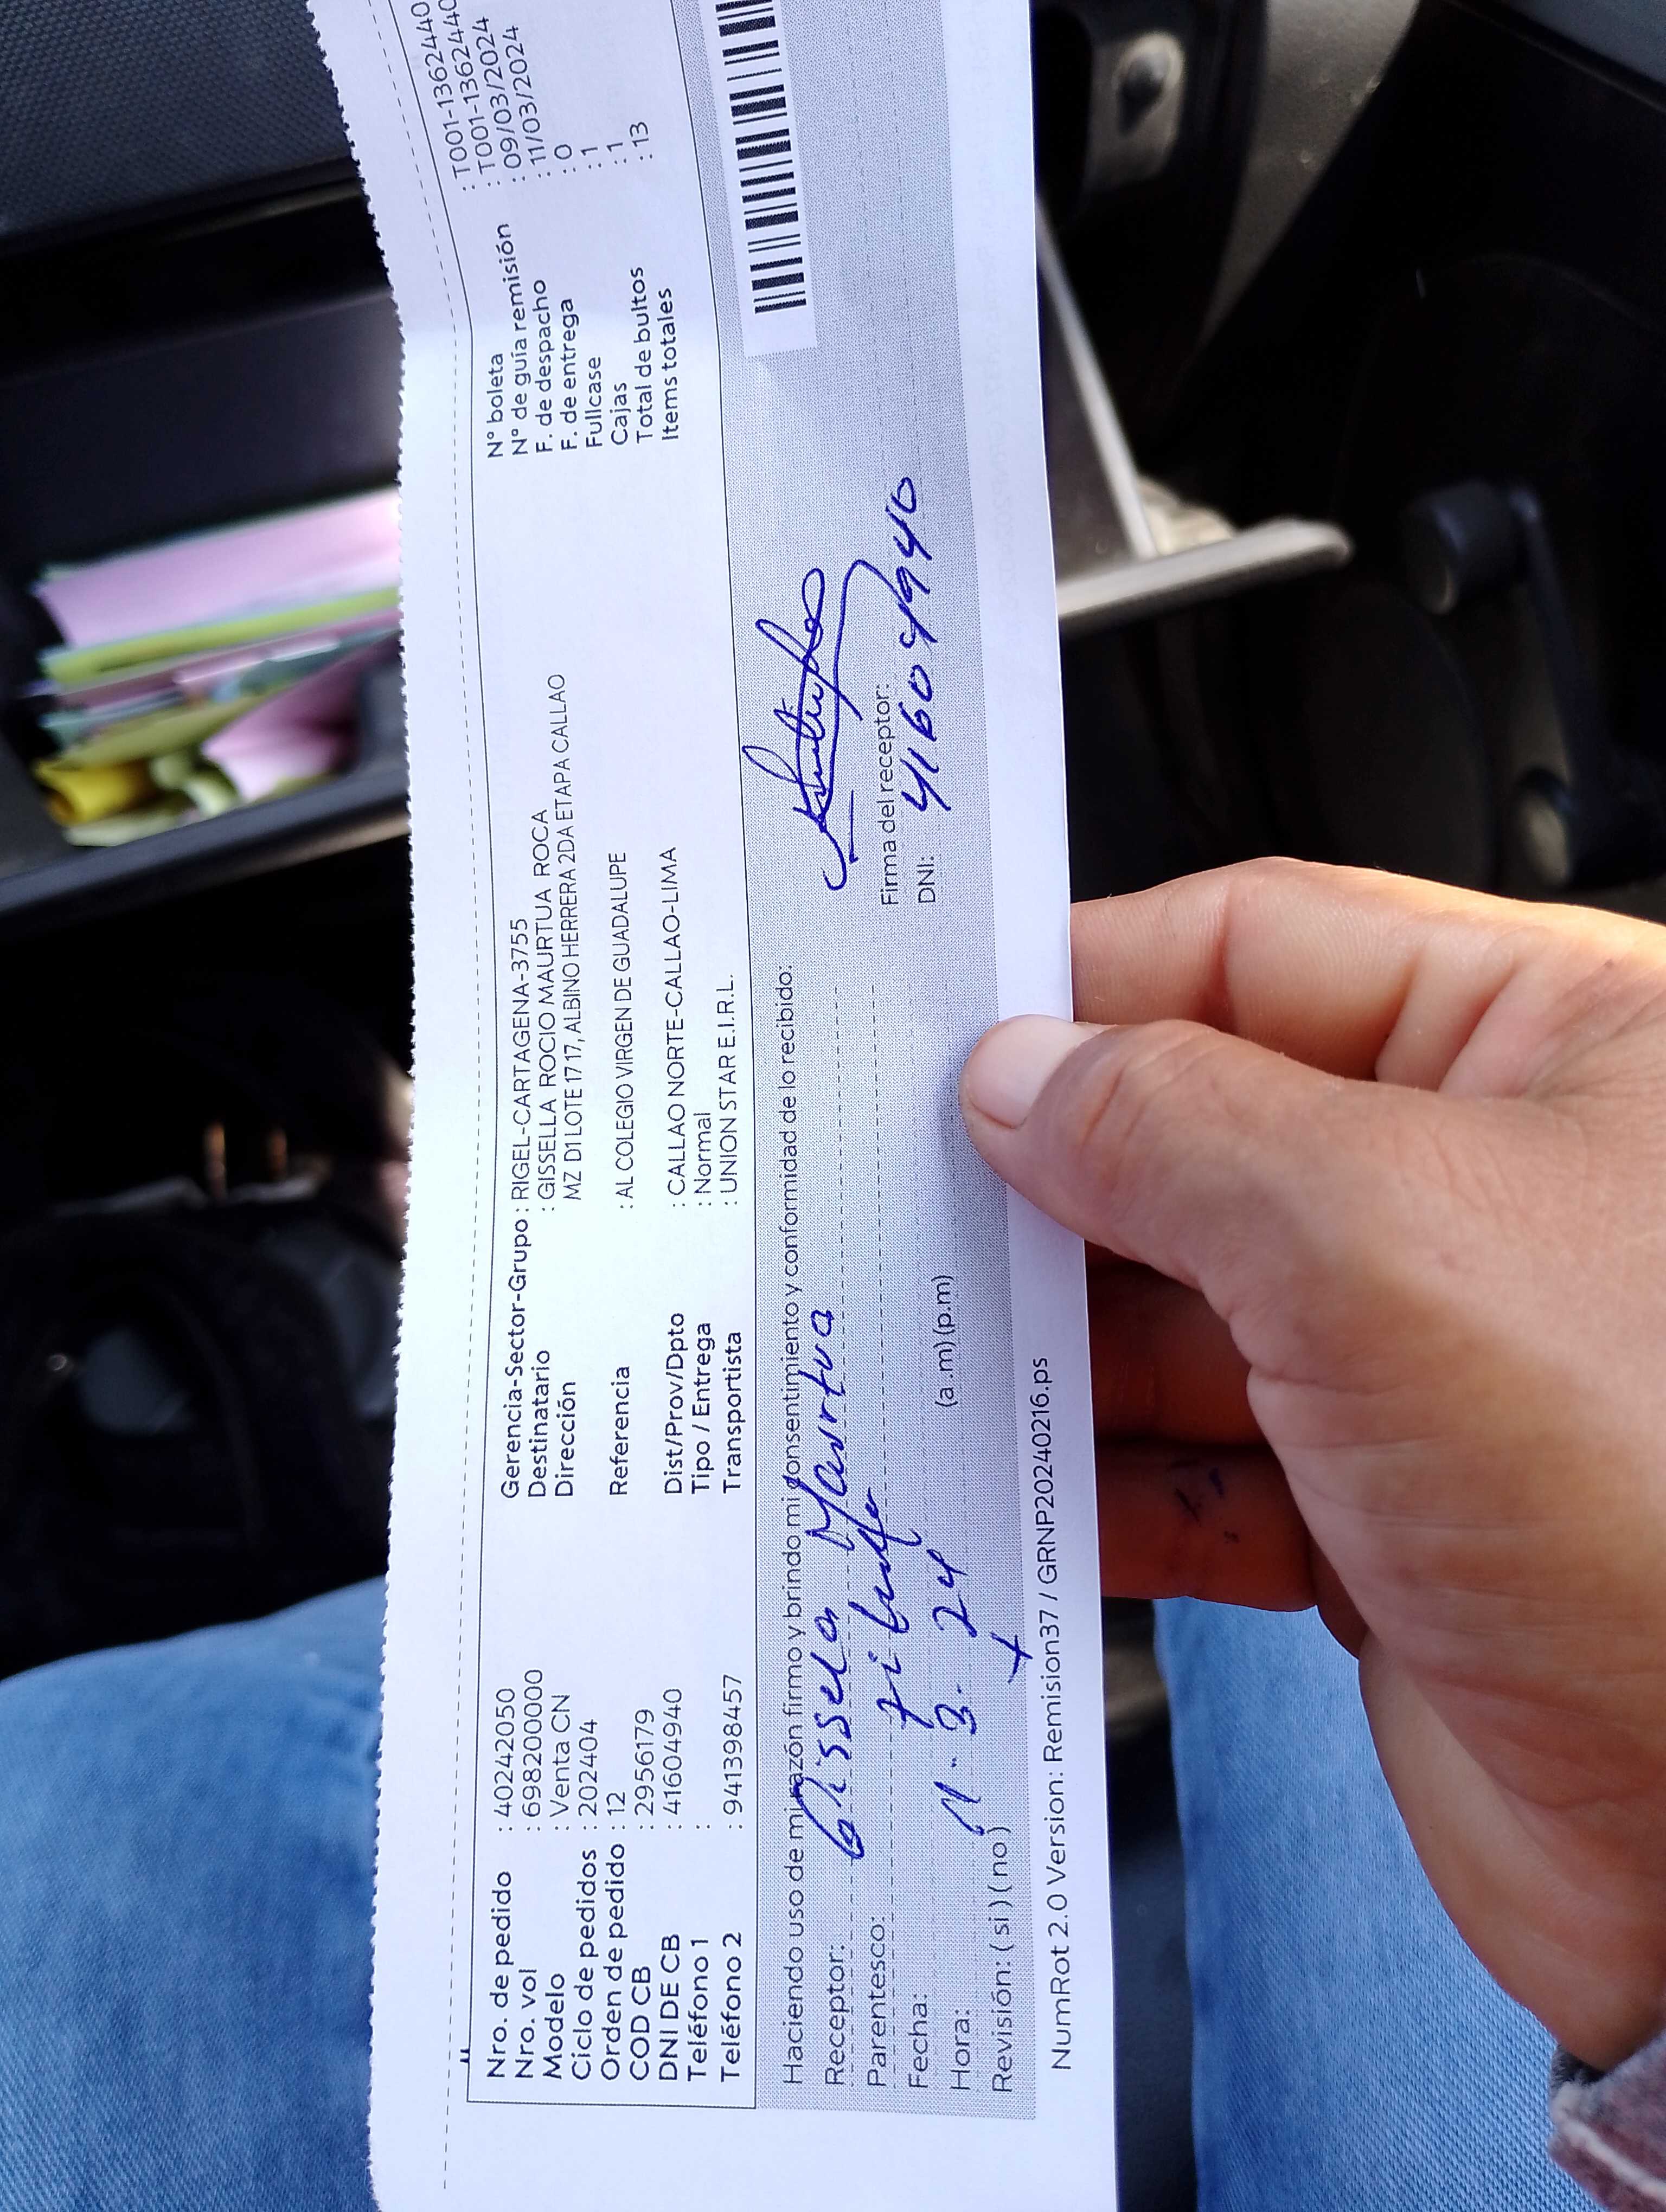 Nro. de pedido : 40242050
Nro. vol : 698200000
Modelo : Venta CN
Ciclo de pedidos : 202404
Orden de pedido : 12
COD CB : 2956179
DNI DE CB : 41604940
Teléfono 1 :
Teléfono 2 : 941398457
Gerencia-Sector-Grupo : RIGEL-CARTAGENA-3755
Destinatario : GISSELLA ROCIO MAURTUA ROCA
Dirección MZ D1 LOTE 17 17, ALBINO HERRERA 2DA ETAPA CALLAO
Referencia : AL COLEGIO VIRGEN DE GUADALUPE
Dist/Prov/Dpto : CALLAO NORTE-CALLAO-LIMA
Tipo / Entrega : Normal
Transportista : UNION STAR E.I.R.L.
N° boleta : T001-1362440
N° de guía remisión : T001-1362440
F. de despacho : 09/03/2024
F. de entrega : 11/03/2024
Fullcase : 0
Cajas : 1
Total de bultos : 1
Items totales : 13
Haciendo uso de mi razón firmo y brindo mi consentimiento y conformidad de lo recibido:
Receptor: Gissela Maurtua
Parentesco: titular
Fecha: 11. 3. 24
Hora: (a.m) (p.m)
Revisión: ( si ) ( no )
Firma del receptor:
DNI: 41604940
NumRot 2.0 Version: Remision37 / GRNP20240216.ps